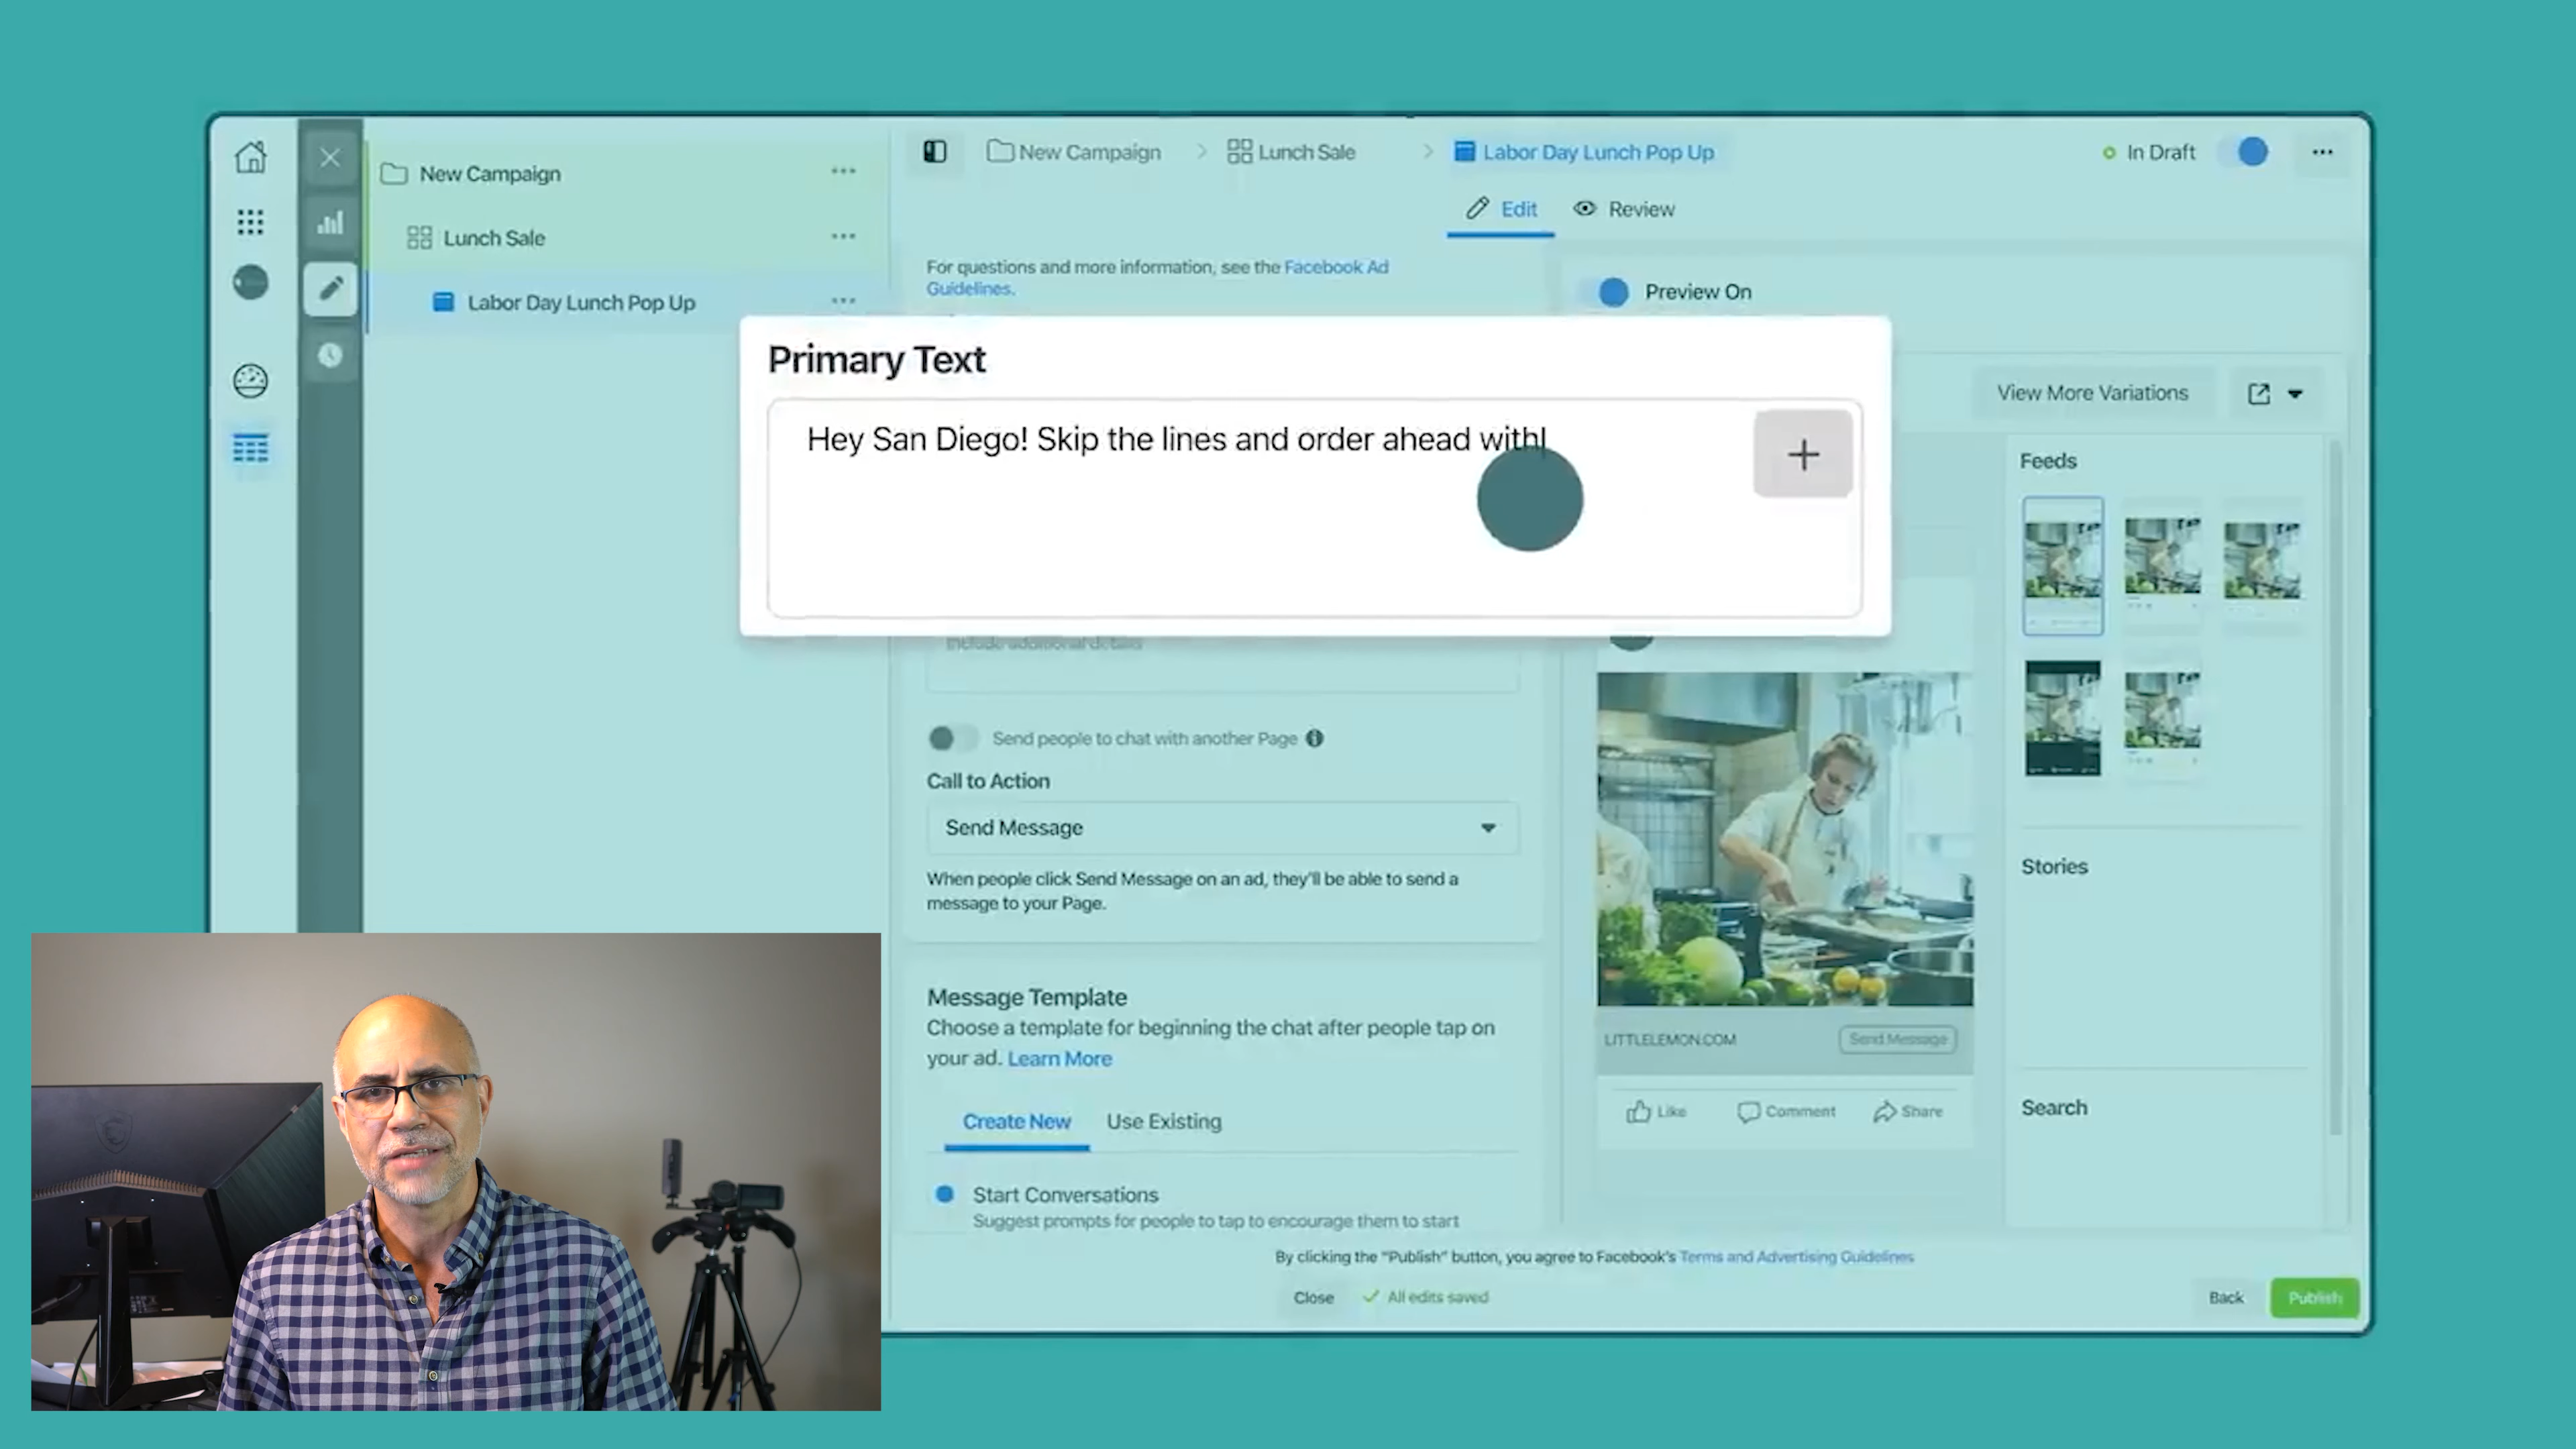 New Campaign
Lunch Sale
Labor Day Lunch Pop Up
New Campaign
Lunch Sale
Labor Day Lunch Pop Up
In Draft
Edit
Review
For questions and more information, see the Facebook Ad
Guidelines.
Preview On
Primary Text
Hey San Diego! Skip the lines and order ahead with
View More Variations
Feeds
Include additional details
Send people to chat with another Page
Call to Action
Send Message
When people click Send Message on an ad, they'll be able to send a
message to your Page.
Stories
Message Template
Choose a template for beginning the chat after people tap on
your ad. Learn More
LITTLELEMON.COM
Send Message
Like
Comment
Share
Search
Create New
Use Existing
Start Conversations
Suggest prompts for people to tap to encourage them to start
By clicking the "Publish" button, you agree to Facebook's Terms and Advertising Guidelines
Close
All edits saved
Back
Publish